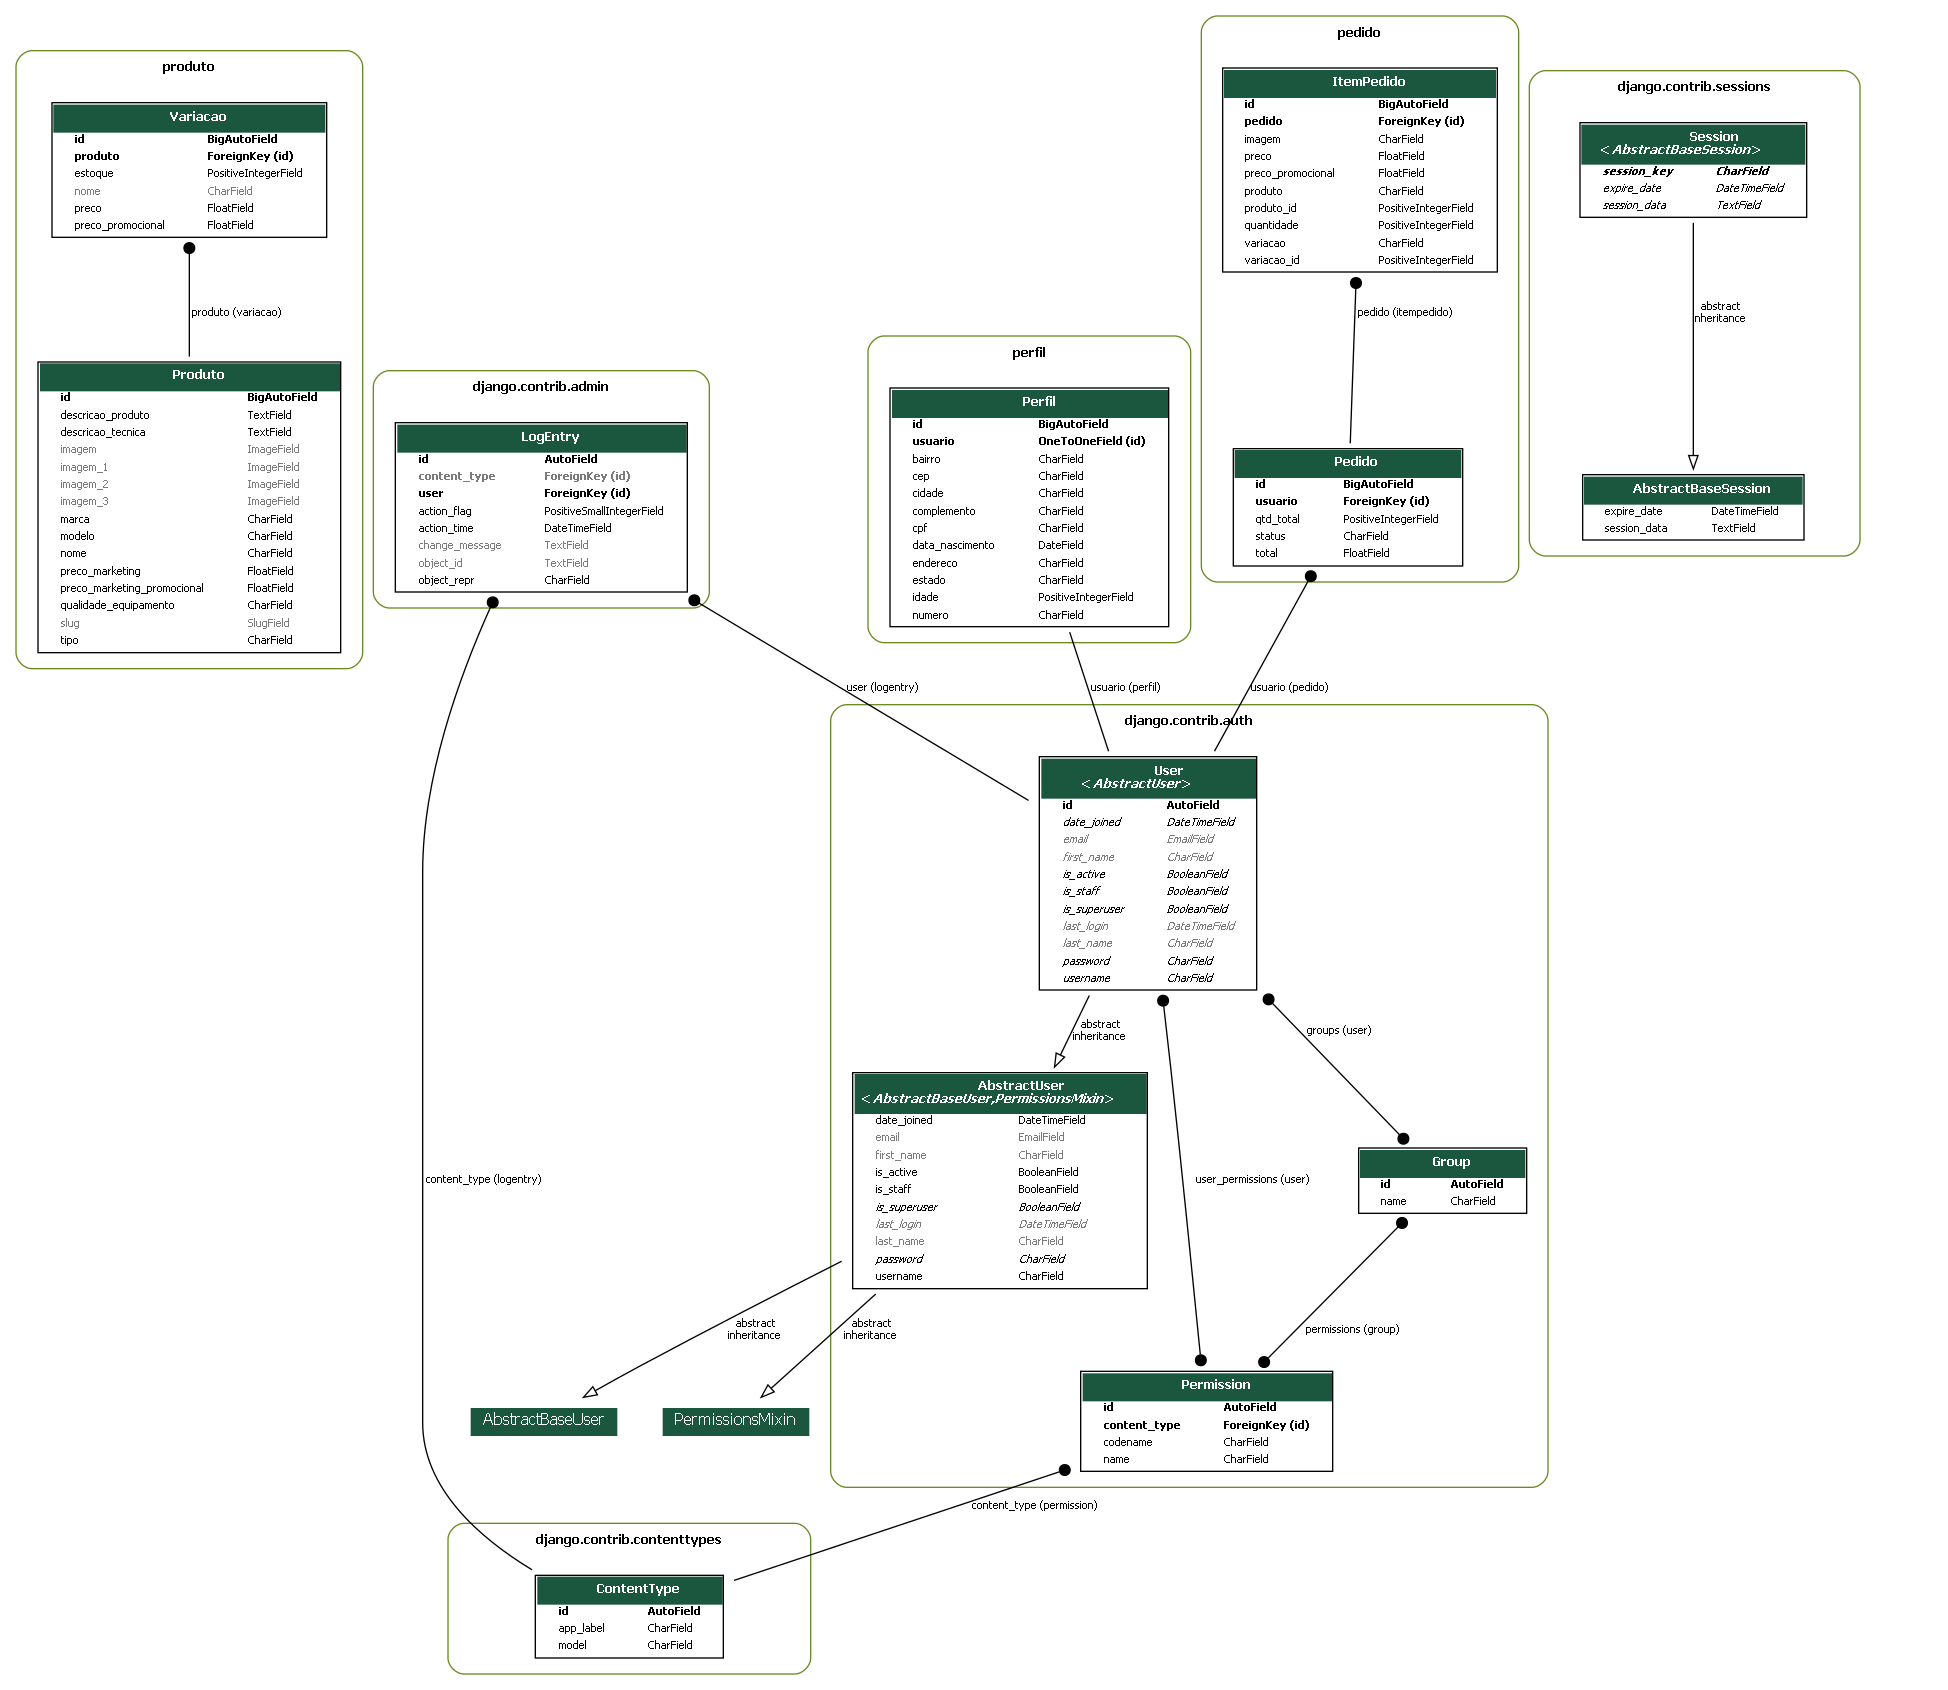 produto
Variacao
id BigAutoField
produto ForeignKey (id)
estoque PositiveIntegerField
nome CharField
preco FloatField
preco_promocional FloatField
produto (variacao)
Produto
id BigAutoField
descricao_produto TextField
descricao_tecnica TextField
imagem ImageField
imagem_1 ImageField
imagem_2 ImageField
imagem_3 ImageField
marca CharField
modelo CharField
nome CharField
preco_marketing FloatField
preco_marketing_promocional FloatField
qualidade_equipamento CharField
slug SlugField
tipo CharField
django.contrib.admin
LogEntry
id AutoField
content_type ForeignKey (id)
user ForeignKey (id)
action_flag PositiveSmallIntegerField
action_time DateTimeField
change_message TextField
object_id TextField
object_repr CharField
perfil
Perfil
id BigAutoField
usuario OneToOneField (id)
bairro CharField
cep CharField
cidade CharField
complemento CharField
cpf CharField
data_nascimento DateField
endereco CharField
estado CharField
idade PositiveIntegerField
numero CharField
pedido
ItemPedido
id BigAutoField
pedido ForeignKey (id)
imagem CharField
preco FloatField
preco_promocional FloatField
produto CharField
produto_id PositiveIntegerField
quantidade PositiveIntegerField
variacao CharField
variacao_id PositiveIntegerField
pedido (itempedido)
Pedido
id BigAutoField
usuario ForeignKey (id)
qtd_total PositiveIntegerField
status CharField
total FloatField
django.contrib.sessions
Session
<AbstractBaseSession>
session_key CharField
expire_date DateTimeField
session_data TextField
abstract
nheritance
AbstractBaseSession
expire_date DateTimeField
session_data TextField
user (logentry)
usuario (perfil)
usuario (pedido)
django.contrib.auth
User
<AbstractUser>
id AutoField
date_joined DateTimeField
email EmailField
first_name CharField
is_active BooleanField
is_staff BooleanField
is_superuser BooleanField
last_login DateTimeField
last_name CharField
password CharField
username CharField
abstract
inheritance
groups (user)
AbstractUser
<AbstractBaseUser,PermissionsMixin>
date_joined DateTimeField
email EmailField
first_name CharField
is_active BooleanField
is_staff BooleanField
is_superuser BooleanField
last_login DateTimeField
last_name CharField
password CharField
username CharField
content_type (logentry)
user_permissions (user)
Group
id AutoField
name CharField
abstract
inheritance
abstract
inheritance
permissions (group)
AbstractBaseUser
PermissionsMixin
Permission
id AutoField
content_type ForeignKey (id)
codename CharField
name CharField
content_type (permission)
django.contrib.contenttypes
ContentType
id AutoField
app_label CharField
model CharField